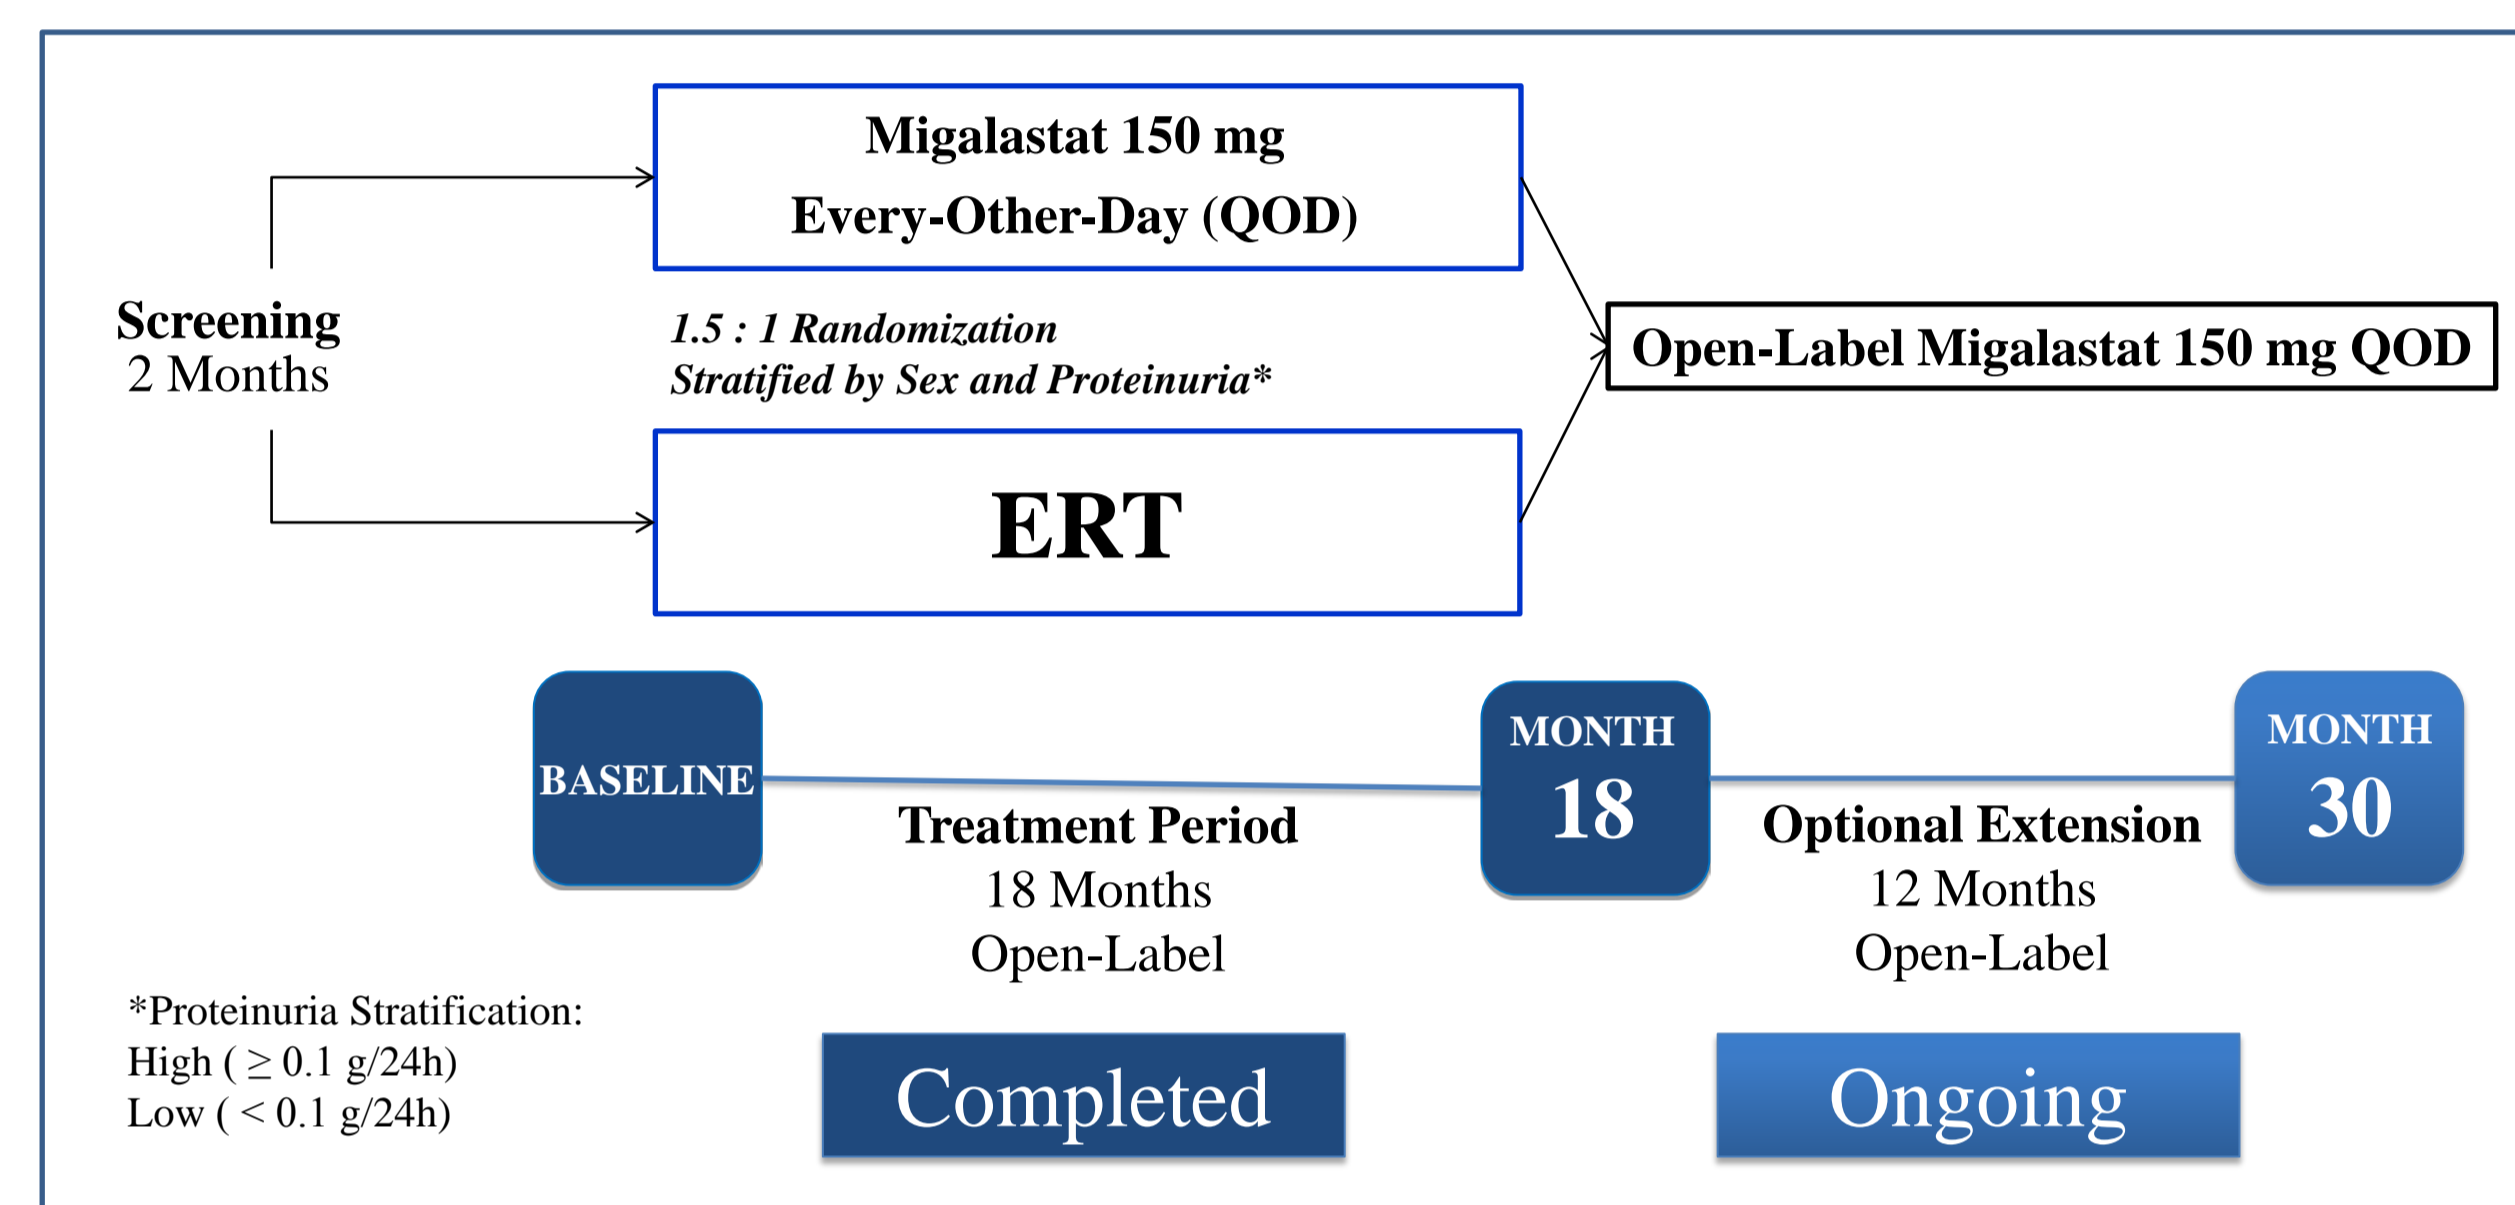 Migalastat 150 mg
Every-Other-Day (QOD)
Screening
2 Months
1.5 : 1 Randomization
Stratified by Sex and Proteinuria*
Open-Label Migalastat 150 mg QOD
ERT
BASELINE
MONTH
18
MONTH
30
Treatment Period
18 Months
Open-Label
Optional Extension
12 Months
Open-Label
*Proteinuria Stratification:
High ( ≥ 0.1 g/24h)
Low ( < 0.1 g/24h)
Completed
Ongoing